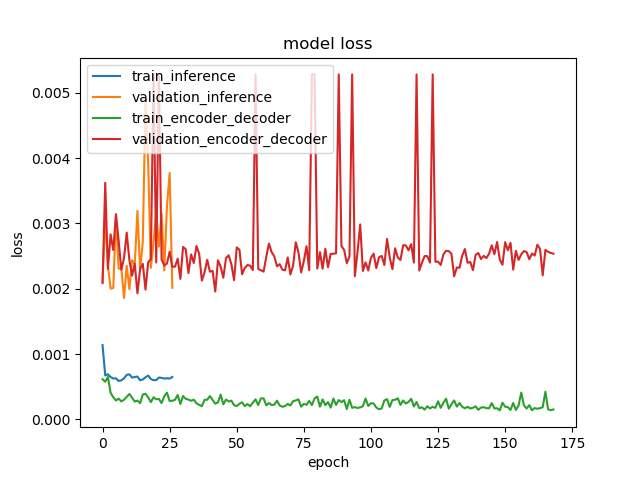 model loss
train_inference
validation_inference
train_encoder_decoder
validation_encoder_decoder
loss
0.005
0.004
0.003
0.002
0.001
0.000
0 25 50 75 100 125 150 175
epoch